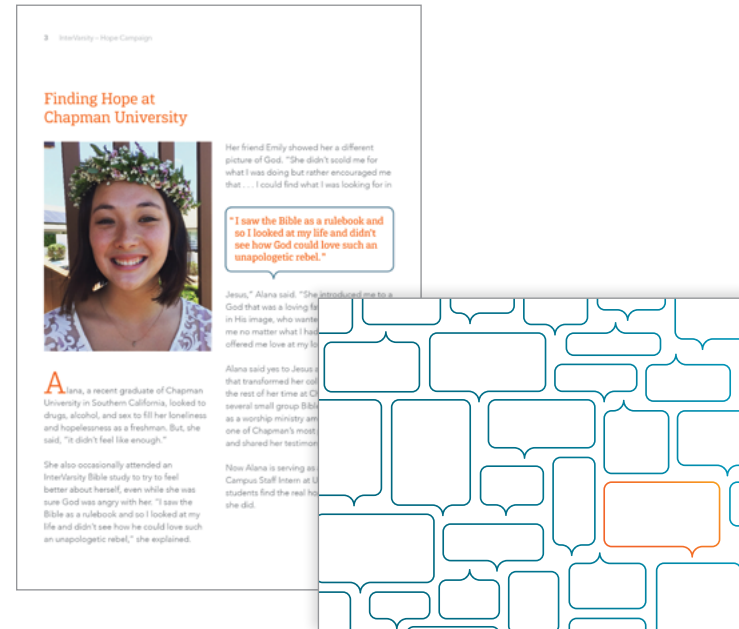 3 InterVarsity – Hope Campaign
Finding Hope at
Chapman University
Alana, a recent graduate of Chapman
University in Southern California, looked to
drugs, alcohol, and sex to fill her loneliness
and hopelessness as a freshman. But, she
said, "it didn't feel like enough."
She also occasionally attended an
InterVarsity Bible study to try to feel
better about herself, even while she was
sure God was angry with her. "I saw the
Bible as a rulebook and so I looked at my
life and didn't see how he could love such
an unapologetic rebel," she explained.
Her friend Emily showed her a different
picture of God. "She didn't scold me for
what I was doing but rather encouraged me
that . . . I could find what I was looking for in
"I saw the Bible as a rulebook and
so I looked at my life and didn't
see how God could love such an
unapologetic rebel."
Jesus," Alana said. "She introduced me to a
God that was a loving
in His image, who
me no matter what I had
offered me love at my
Alana said yes to Jesus
that transformed her
the rest of her time at
several small group
as a worship ministry
one of Chapman's most
and shared her
Now Alana is serving as
Campus Staff Intern at
students find the real
she did.